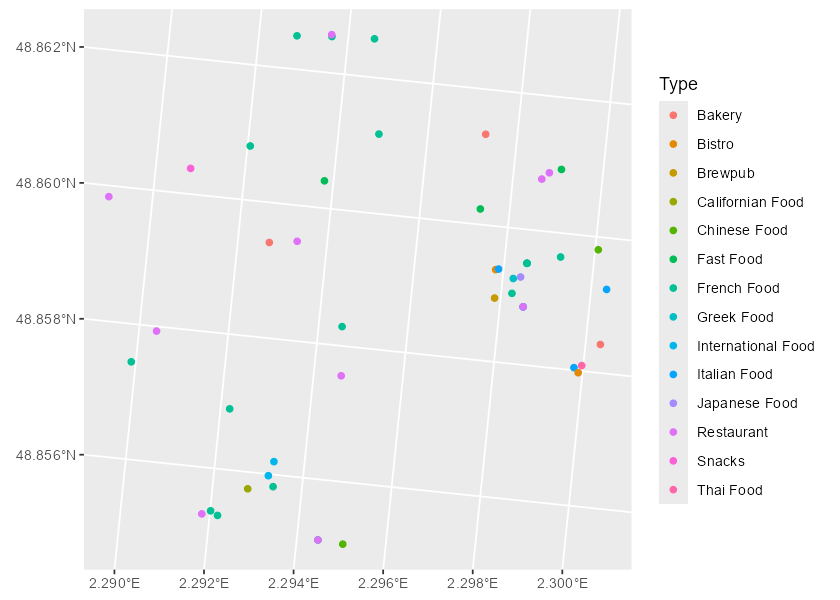 48.862°N
48.860°N
48.858°N
48.856°N
2.290°E 2.292°E 2.294°E 2.296°E 2.298°E 2.300°E
Type
Bakery
Bistro
Brewpub
Californian Food
Chinese Food
Fast Food
French Food
Greek Food
International Food
Italian Food
Japanese Food
Restaurant
Snacks
Thai Food